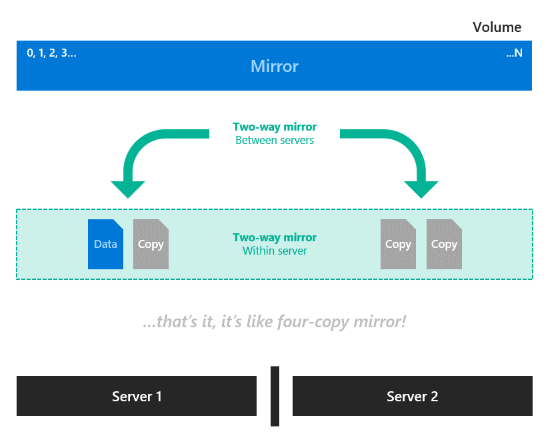 Volume
0, 1, 2, 3... ...N
Mirror
Two-way mirror
Between servers
Data Copy Two-way mirror Copy Copy
Within server
...that's it, it's like four-copy mirror!
Server 1 Server 2